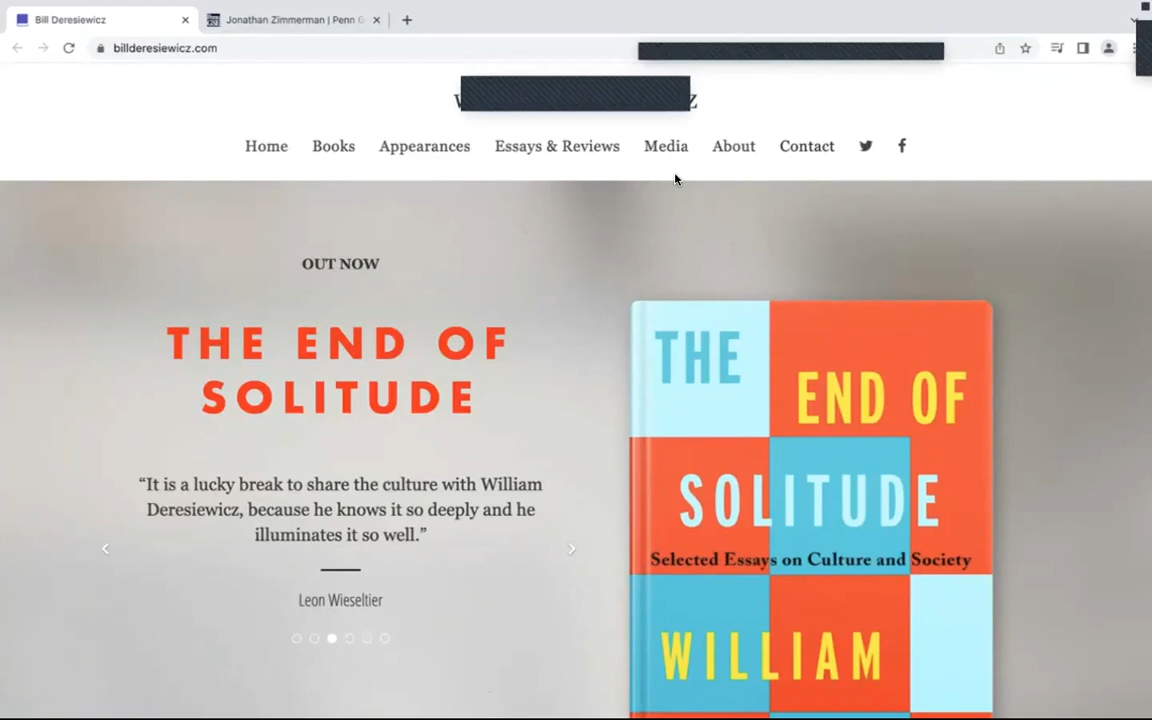 Bill Deresiewicz
Jonathan Zimmerman | Penn G
billderesiewicz.com
Home Books Appearances Essays & Reviews Media About Contact
OUT NOW
THE END OF
SOLITUDE
“It is a lucky break to share the culture with William
Deresiewicz, because he knows it so deeply and he
illuminates it so well.”
Leon Wieseltier
THE
END OF
SOLITUDE
Selected Essays on Culture and Society
WILLIAM